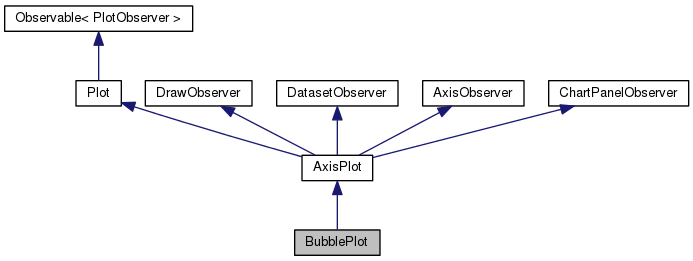 Observable< PlotObserver >
Plot
DrawObserver
DatasetObserver
AxisObserver
ChartPanelObserver
AxisPlot
BubblePlot